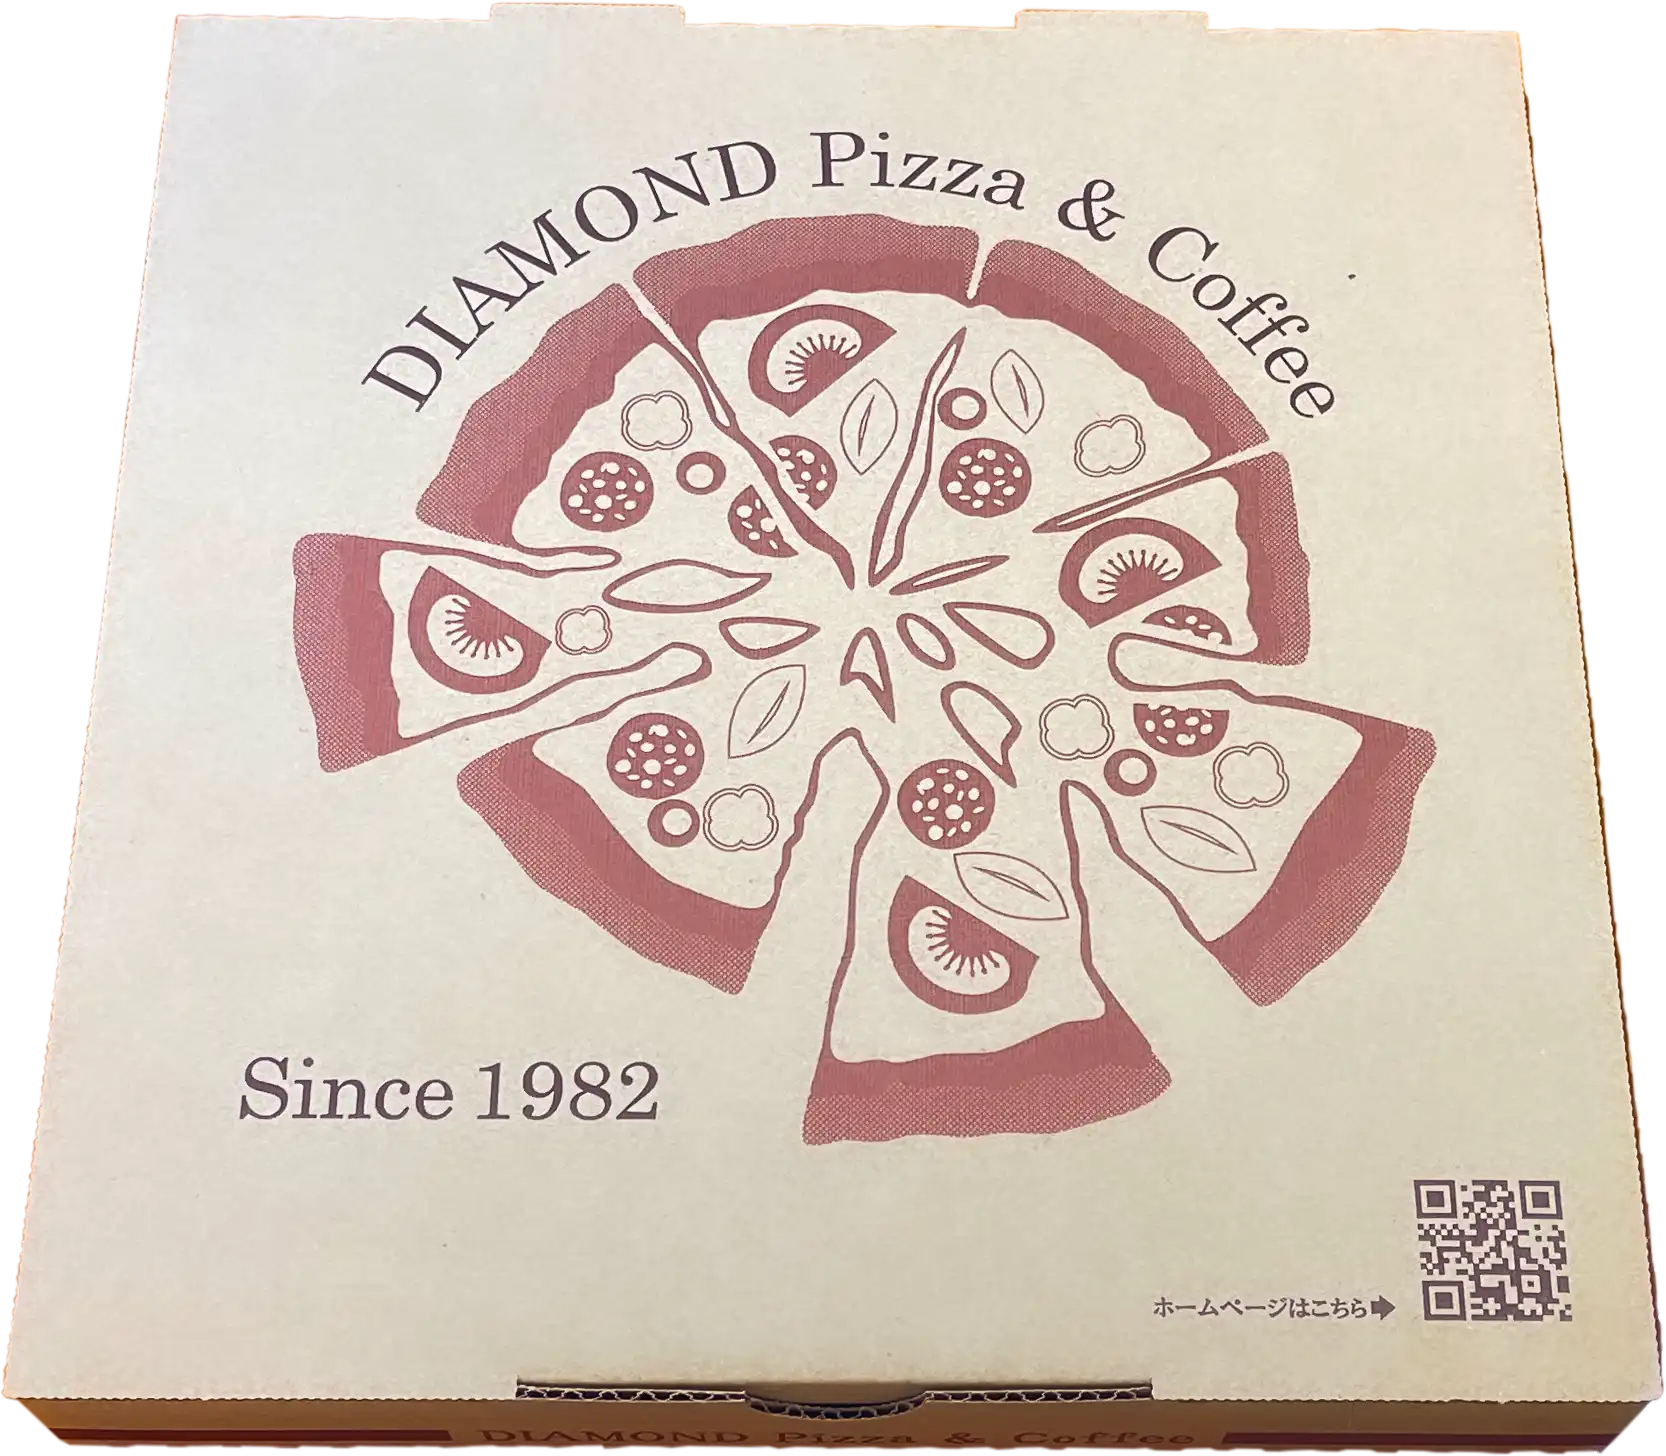 DIAMOND Pizza & Coffee
Since 1982
ホームページはこちら➡
DIAMOND Pizza & Coffee